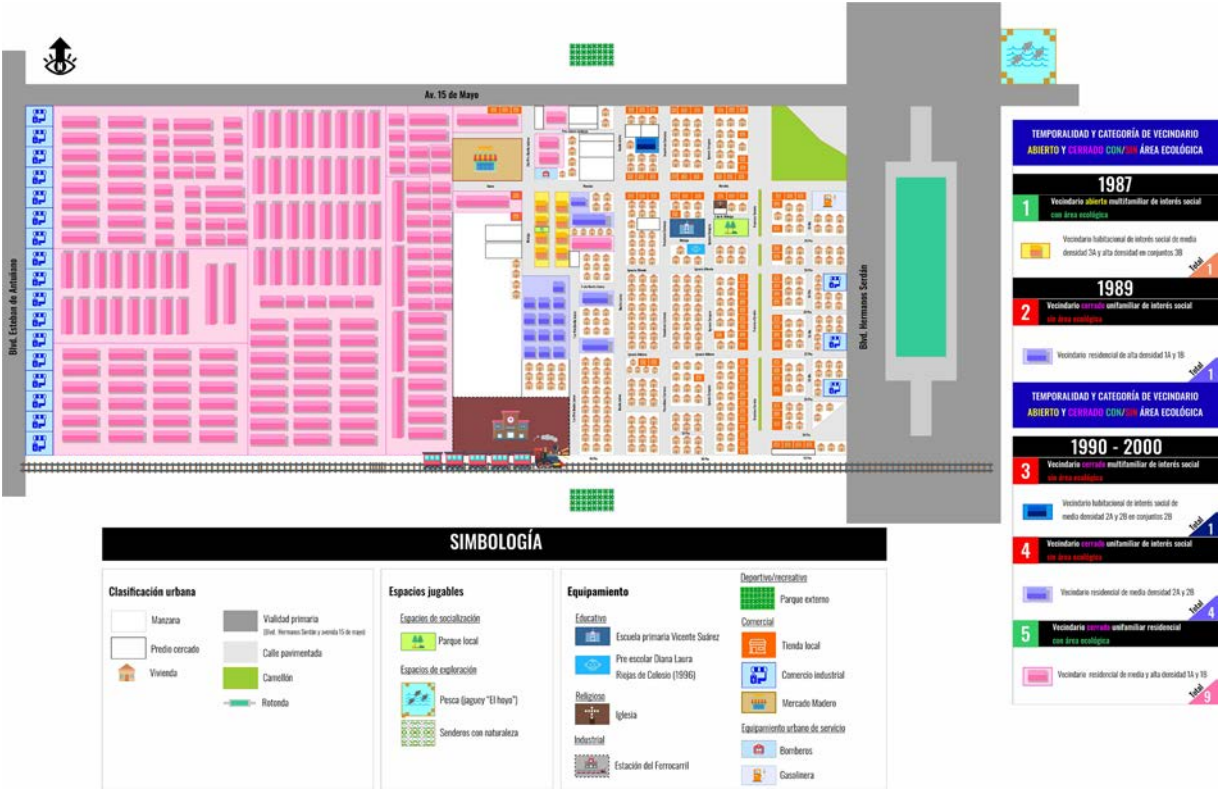 Av. 15 de Mayo
Blvd. Esteban de Antuñano
Blvd. Hermanos Serdán
TEMPORALIDAD Y CATEGORÍA DE VECINDARIO
ABIERTO Y CERRADO CON/SIN ÁREA ECOLÓGICA
1987
1
Vecindario abierto multifamiliar de interés social
con área ecológica
Vecindario habitacional de interés social de media
densidad 3A y alta densidad en conjuntos 3B
Total 1
1989
2
Vecindario cerrado unifamiliar de interés social
sin área ecológica
Vecindario residencial de alta densidad 1A y 1B
Total 1
TEMPORALIDAD Y CATEGORÍA DE VECINDARIO
ABIERTO Y CERRADO CON/SIN ÁREA ECOLÓGICA
1990 - 2000
3
Vecindario cerrado multifamiliar de interés social
sin área ecológica
Vecindario habitacional de interés social de
media densidad 2A y 2B en conjuntos 2B
Total 1
4
Vecindario cerrado unifamiliar de interés social
sin área ecológica
Vecindario residencial de media densidad 2A y 2B
Total 4
5
Vecindario cerrado unifamiliar residencial
con área ecológica
Vecindario residencial de media y alta densidad 1A y 1B
Total 9
SIMBOLOGÍA
Clasificación urbana
Manzana
Predio cercado
Vivienda
Vialidad primaria
(Blvd. Hermanos Serdán y avenida 15 de mayo)
Calle pavimentada
Camellón
Rotonda
Espacios jugables
Espacios de socialización
Parque local
Espacios de exploración
Pesca (jaguey "El hoyo")
Senderos con naturaleza
Equipamiento
Educativo
Escuela primaria Vicente Suárez
Pre escolar Diana Laura
Riojas de Colosio (1996)
Religioso
Iglesia
Industrial
Estación del Ferrocarril
Deportivo/recreativo
Parque externo
Comercial
Tienda local
Comercio industrial
Mercado Madero
Equipamiento urbano de servicio
Bomberos
Gasolinera